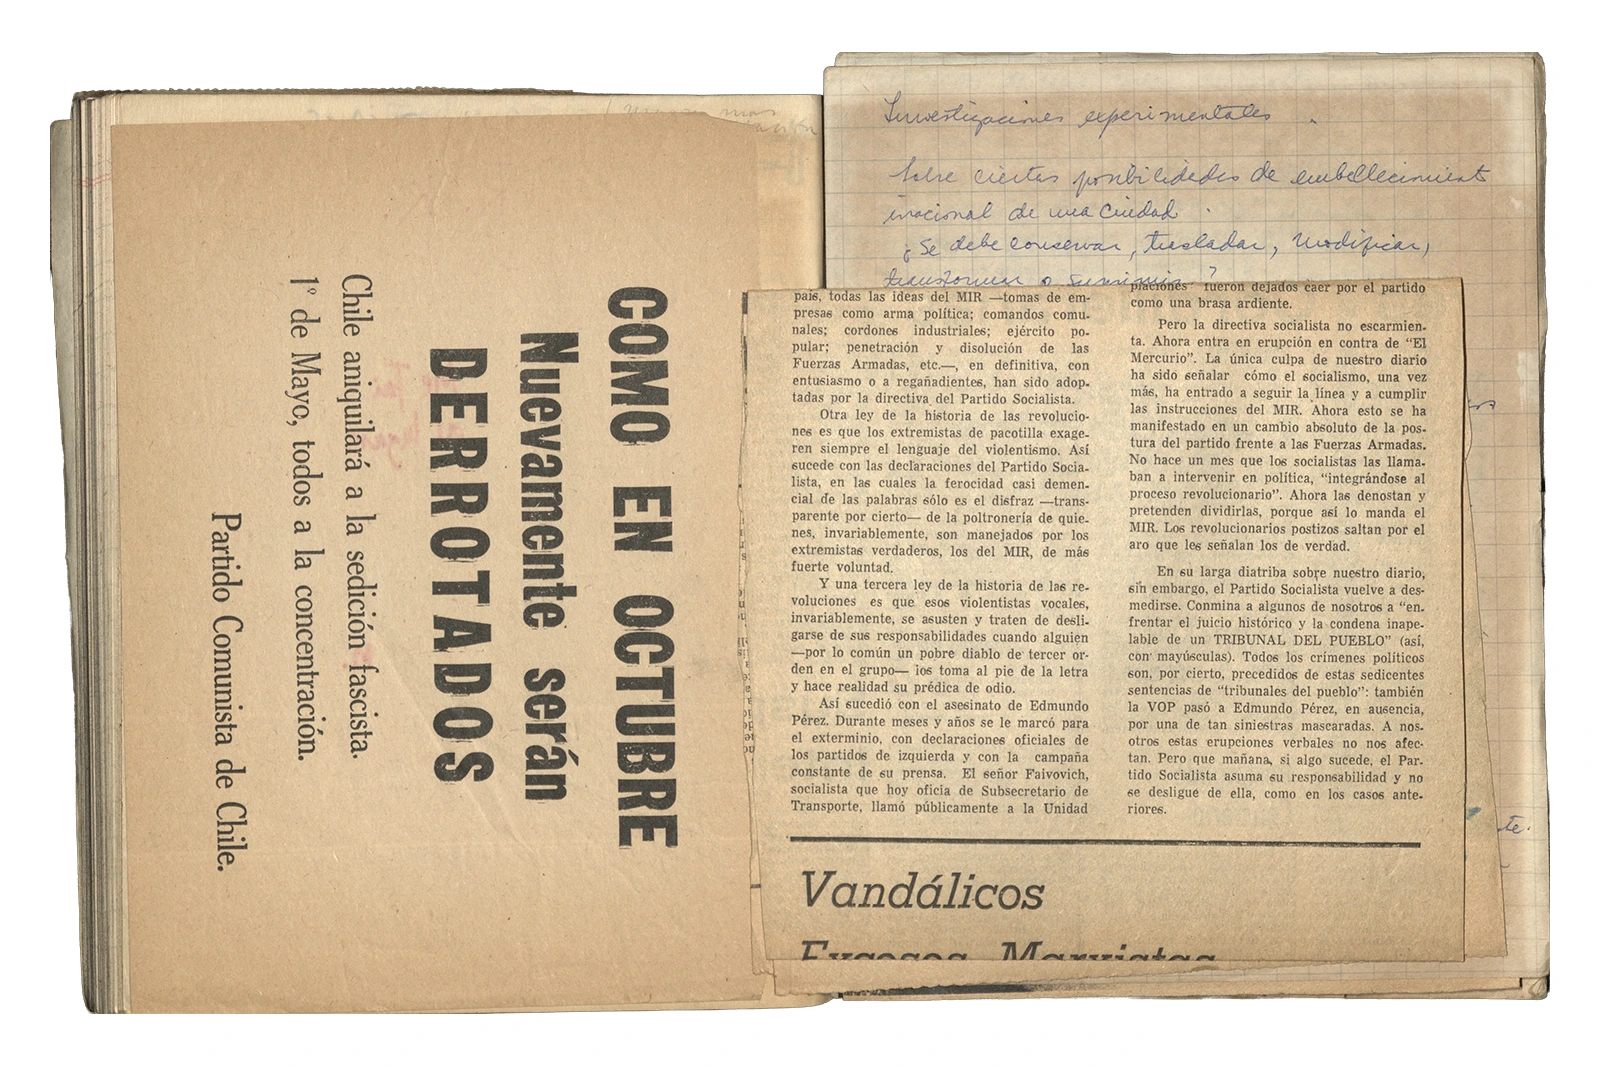 COMO EN OCTUBRE
Nuevamente serán
DERROTADOS
Chile aniquilará a la sedición fascista.
1° de Mayo, todos a la concentración.
Partido Comunista de Chile.
Investigaciones experimentales.
Sobre ciertas posibilidades de embellecimiento
irracional de una ciudad.
¿Se debe conservar, trasladar, modificar,
transformar o suprimir?
país, todas las ideas del MIR —tomas de em-
presas como arma política; comandos comu-
nales; cordones industriales; ejército po-
pular; penetración y disolución de las
Fuerzas Armadas, etc.—, en definitiva, con
entusiasmo o a regañadientes, han sido adop-
tadas por la directiva del Partido Socialista.
Otra ley de la historia de las revolucio-
nes es que los extremistas de pacotilla exage-
ren siempre el lenguaje del violentismo. Así
sucede con las declaraciones del Partido Socia-
lista, en las cuales la ferocidad casi demen-
cial de las palabras sólo es el disfraz —trans-
parente por cierto— de la poltronería de quie-
nes, invariablemente, son manejados por los
extremistas verdaderos, los del MIR, de más
fuerte voluntad.
Y una tercera ley de la historia de las re-
voluciones es que esos violentistas vocales,
invariablemente, se asusten y traten de desli-
garse de sus responsabilidades cuando alguien
—por lo común un pobre diablo de tercer or-
den en el grupo— ios toma al pie de la letra
y hace realidad su prédica de odio.
Así sucedió con el asesinato de Edmundo
Pérez. Durante meses y años se le marcó para
el exterminio, con declaraciones oficiales de
los partidos de izquierda y con la campaña
constante de su prensa. El señor Faivovich,
socialista que hoy oficia de Subsecretario de
Transporte, llamó públicamente a la Unidad
piaciones" fueron dejados caer por el partido
como una brasa ardiente.
Pero la directiva socialista no escarmien-
ta. Ahora entra en erupción en contra de "El
Mercurio". La única culpa de nuestro diario
ha sido señalar cómo el socialismo, una vez
más, ha entrado a seguir la línea y a cumplir
las instrucciones del MIR. Ahora esto se ha
manifestado en un cambio absoluto de la pos-
tura del partido frente a las Fuerzas Armadas.
No hace un mes que los socialistas las llama-
ban a intervenir en política, "integrándose al
proceso revolucionario". Ahora las denostan y
pretenden dividirlas, porque así lo manda el
MIR. Los revolucionarios postizos saltan por el
aro que les señalan los de verdad.
En su larga diatriba sobre nuestro diario,
sin embargo, el Partido Socialista vuelve a des-
medirse. Conmina a algunos de nosotros a "en-
frentar el juicio histórico y la condena inape-
lable de un TRIBUNAL DEL PUEBLO" (así,
con mayúsculas). Todos los crímenes políticos
son, por cierto, precedidos de estas sedicentes
sentencias de "tribunales del pueblo": también
la VOP pasó a Edmundo Pérez, en ausencia,
por una de tan siniestras mascaradas. A nos-
otros estas erupciones verbales no nos afec-
tan. Pero que mañana, si algo sucede, el Par-
tido Socialista asuma su responsabilidad y no
se desligue de ella, como en los casos ante-
riores.
Vandálicos
Excesos Marxistas